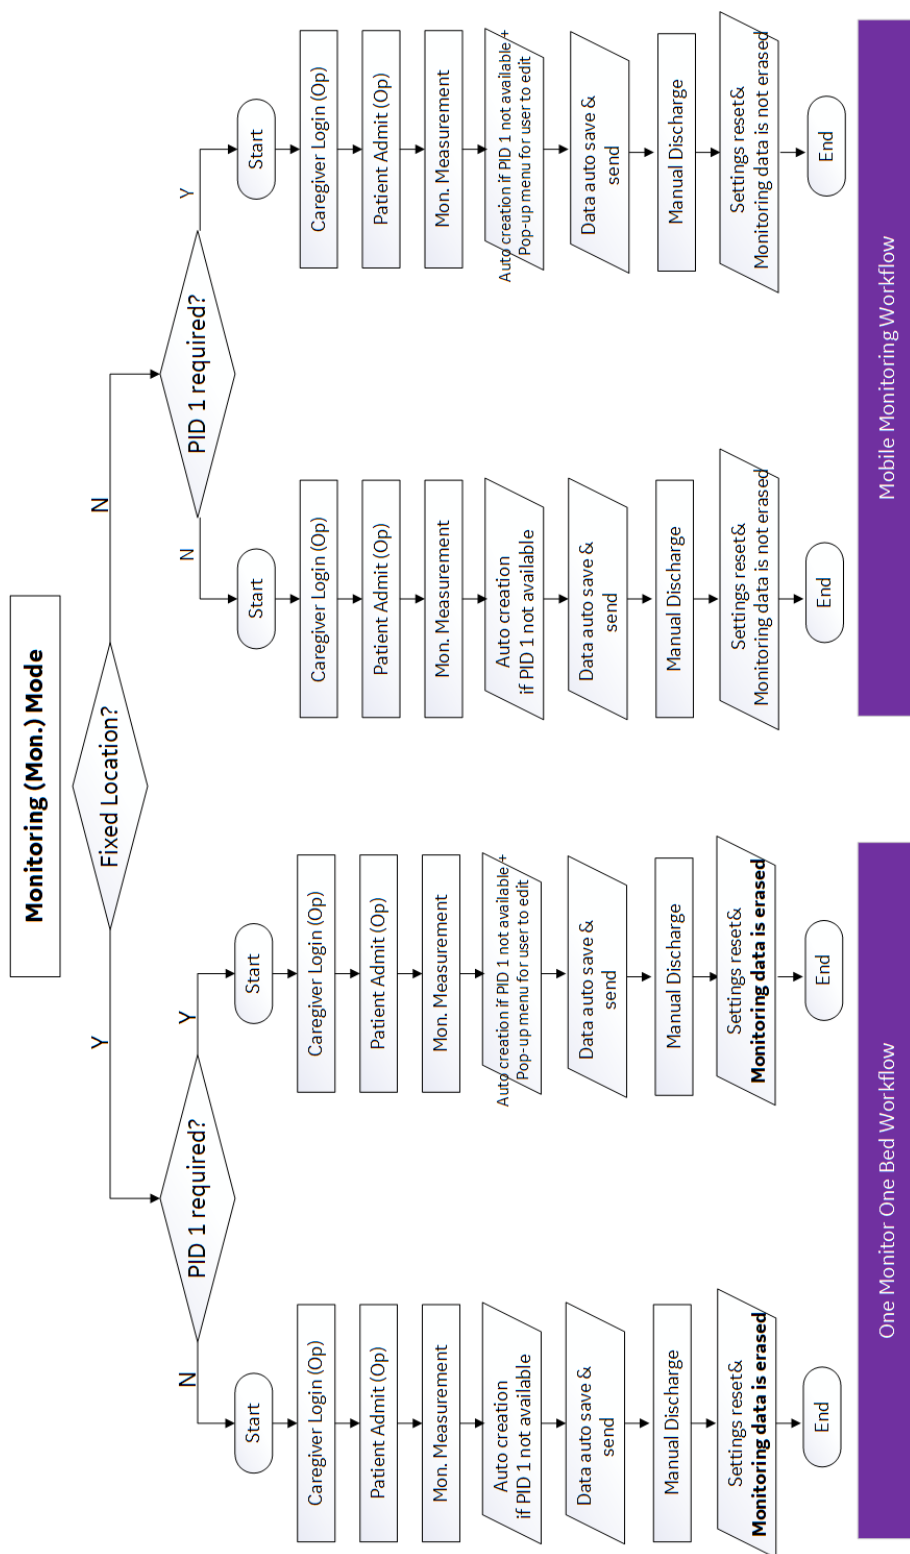 Monitoring (Mon.) Mode
Fixed Location?
Y
N
PID 1 required?
PID 1 required?
N
Y
N
Y
Start
Start
Start
Start
Caregiver Login (Op)
Caregiver Login (Op)
Caregiver Login (Op)
Caregiver Login (Op)
Patient Admit (Op)
Patient Admit (Op)
Patient Admit (Op)
Patient Admit (Op)
Mon. Measurement
Mon. Measurement
Mon. Measurement
Mon. Measurement
Auto creation
if PID 1 not available
Auto creation if PID 1 not available +
Pop-up menu for user to edit
Auto creation
if PID 1 not available
Auto creation if PID 1 not available +
Pop-up menu for user to edit
Data auto save &
send
Data auto save &
send
Data auto save &
send
Data auto save &
send
Manual Discharge
Manual Discharge
Manual Discharge
Manual Discharge
Settings reset&
Monitoring data is erased
Settings reset&
Monitoring data is erased
Settings reset&
Monitoring data is not erased
Settings reset&
Monitoring data is not erased
End
End
End
End
One Monitor One Bed Workflow
Mobile Monitoring Workflow